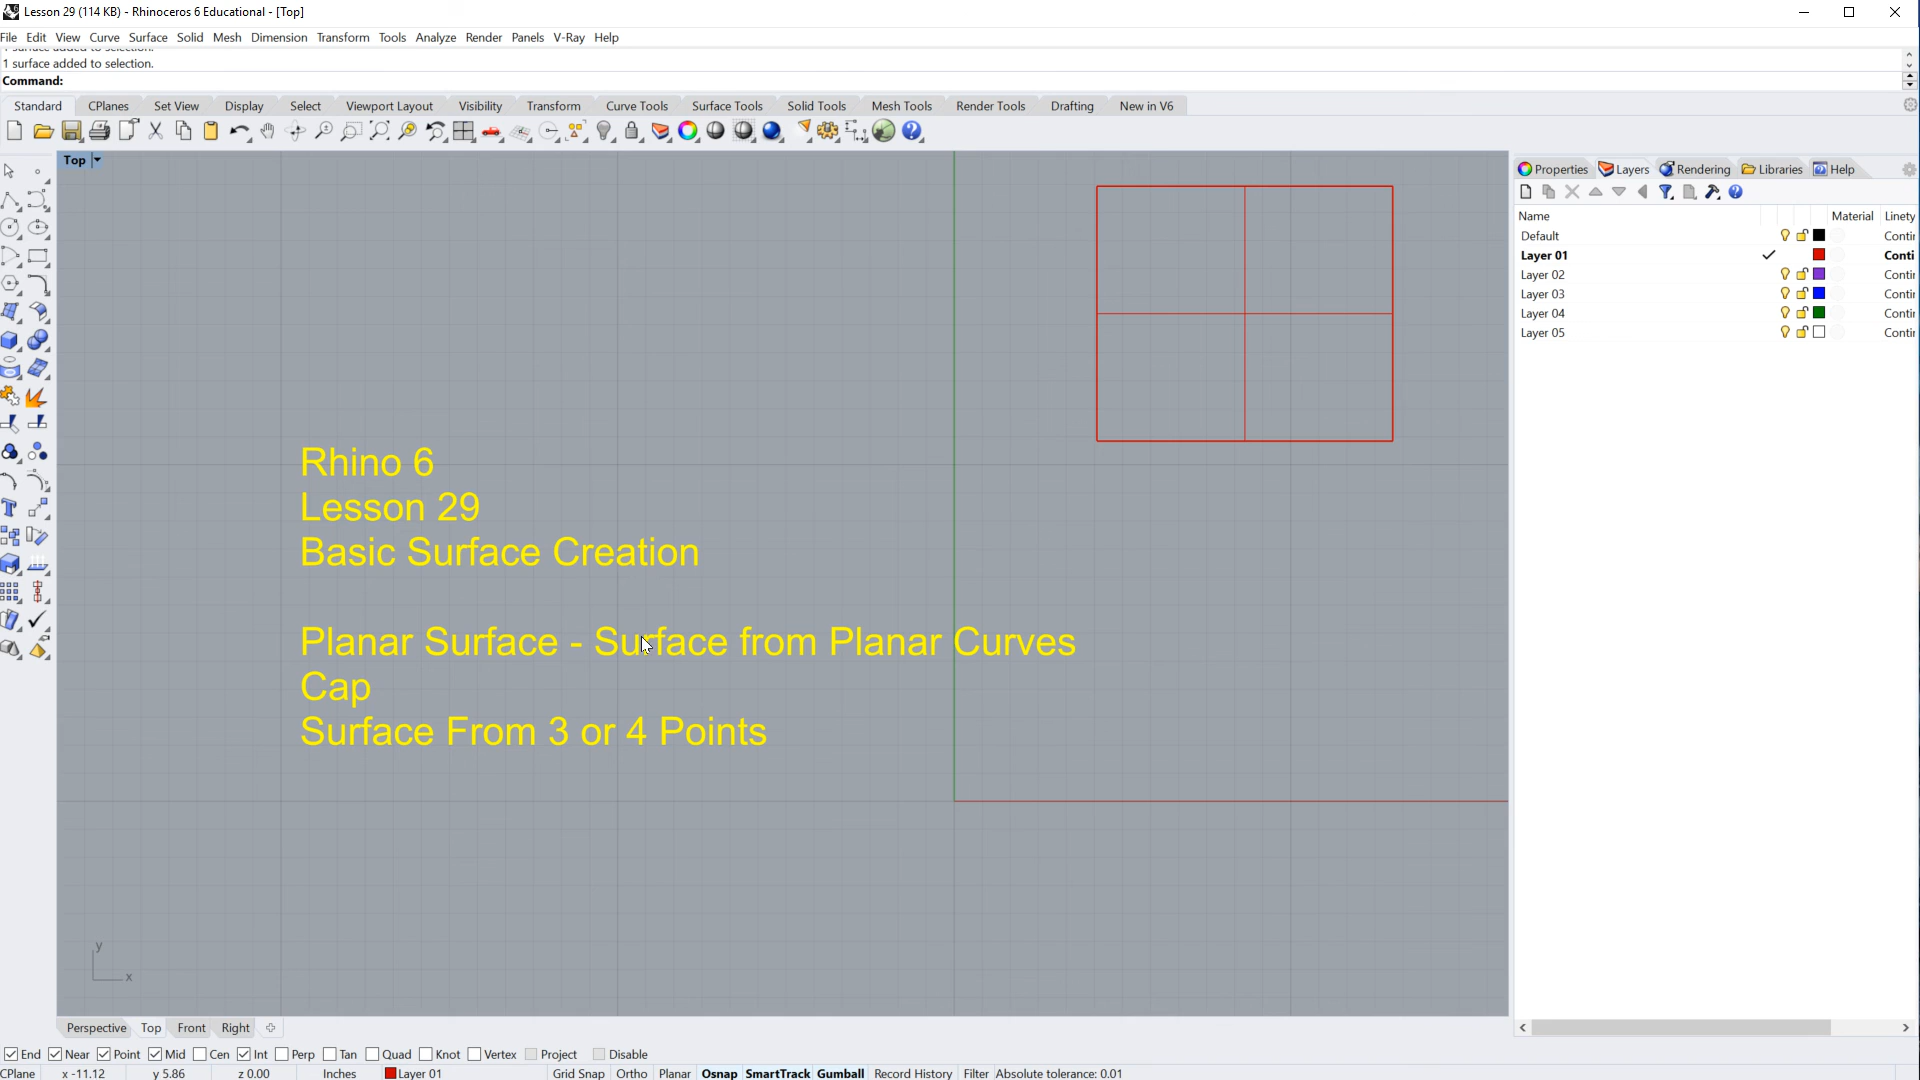 Lesson 29 (114 KB) - Rhinoceros 6 Educational - [Top]
File Edit View Curve Surface Solid Mesh Dimension Transform Tools Analyze Render Panels V-Ray Help
1 surface added to selection.
1 surface added to selection.
Command:
Standard CPlanes Set View Display Select Viewport Layout Visibility Transform Curve Tools Surface Tools Solid Tools Mesh Tools Render Tools Drafting New in V6
Top
Properties Layers Rendering Libraries Help
Name Material Linety
Default Contir
Layer 01 Conti
Layer 02 Contir
Layer 03 Contir
Layer 04 Contir
Layer 05 Contir
Rhino 6
Lesson 29
Basic Surface Creation
Planar Surface - Surface from Planar Curves
Cap
Surface From 3 or 4 Points
y
x
Perspective Top Front Right
End Near Point Mid Cen Int Perp Tan Quad Knot Vertex Project Disable
CPlane x -11.12 y 5.86 z 0.00 Inches Layer 01 Grid Snap Ortho Planar Osnap SmartTrack Gumball Record History Filter Absolute tolerance: 0.01